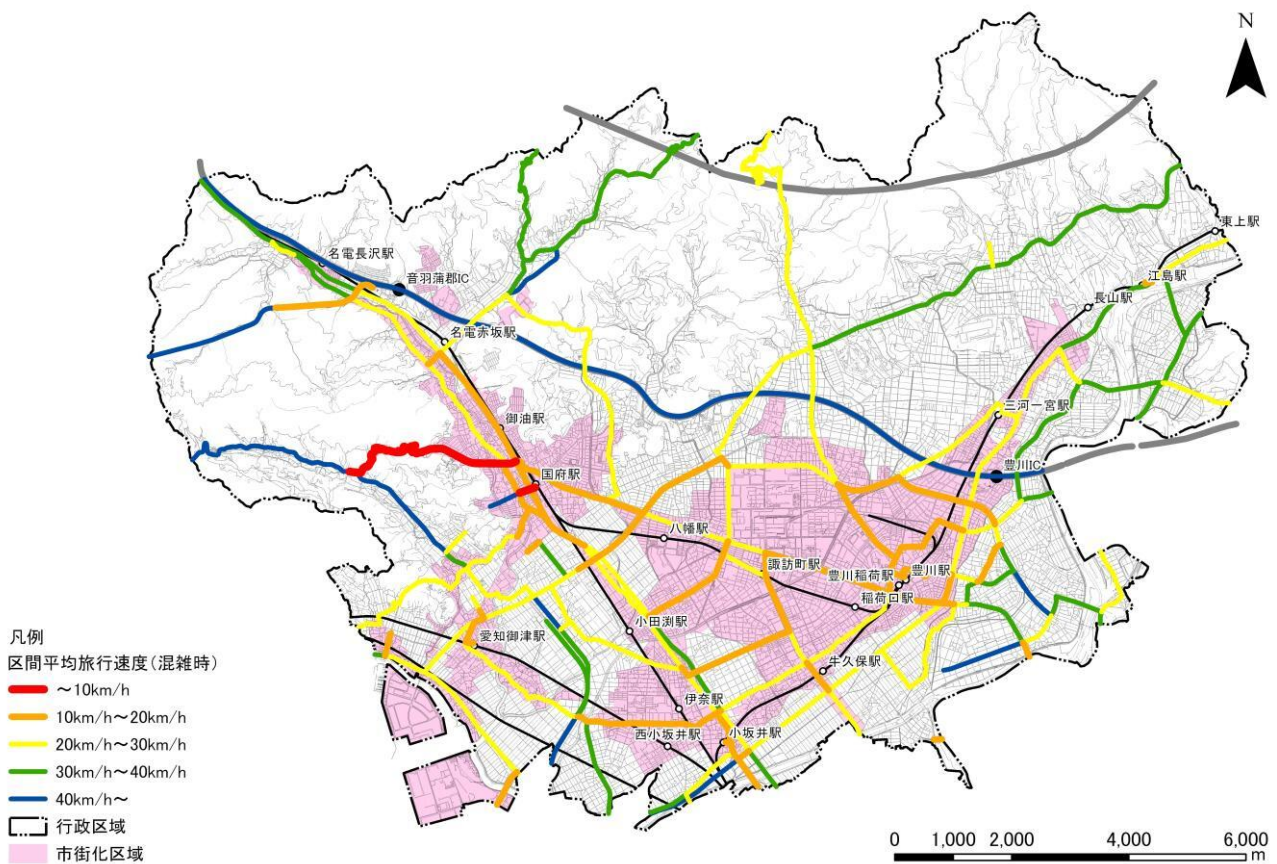 N
東上駅
名電長沢駅
江島駅
音羽蒲郡IC
長山駅
名電赤坂駅
三河一宮駅
御油駅
豊川IC
国府駅
八幡駅
諏訪町駅
豊川稲荷駅
豊川駅
稲荷口駅
小田渕駅
愛知御津駅
牛久保駅
伊奈駅
西小坂井駅
小坂井駅
凡例
区間平均旅行速度(混雑時)
～10km/h
10km/h～20km/h
20km/h～30km/h
30km/h～40km/h
40km/h～
行政区域
市街化区域
0 1,000 2,000 4,000 6,000
m